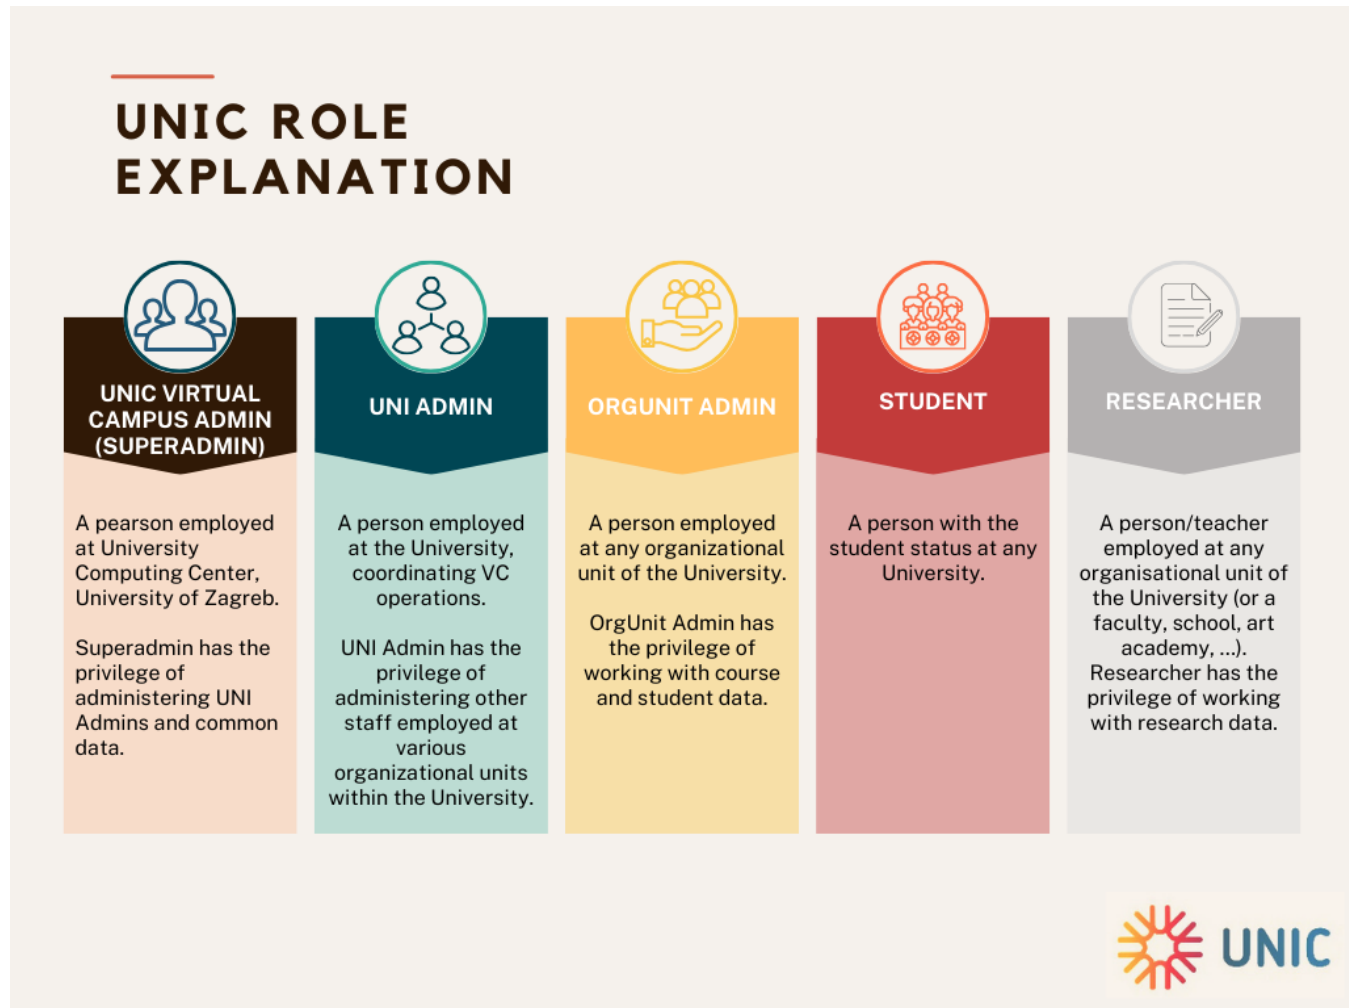 UNIC ROLE
EXPLANATION
UNIC VIRTUAL
CAMPUS ADMIN
(SUPERADMIN)
A pearson employed
at University
Computing Center,
University of Zagreb.
Superadmin has the
privilege of
administering UNI
Admins and common
data.
UNI ADMIN
A person employed
at the University,
coordinating VC
operations.
UNI Admin has the
privilege of
administering other
staff employed at
various
organizational units
within the University.
ORGUNIT ADMIN
A person employed
at any organizational
unit of the University.
OrgUnit Admin has
the privilege of
working with course
and student data.
STUDENT
A person with the
student status at any
University.
RESEARCHER
A person/teacher
employed at any
organisational unit of
the University (or a
faculty, school, art
academy, ...).
Researcher has the
privilege of working
with research data.
UNIC